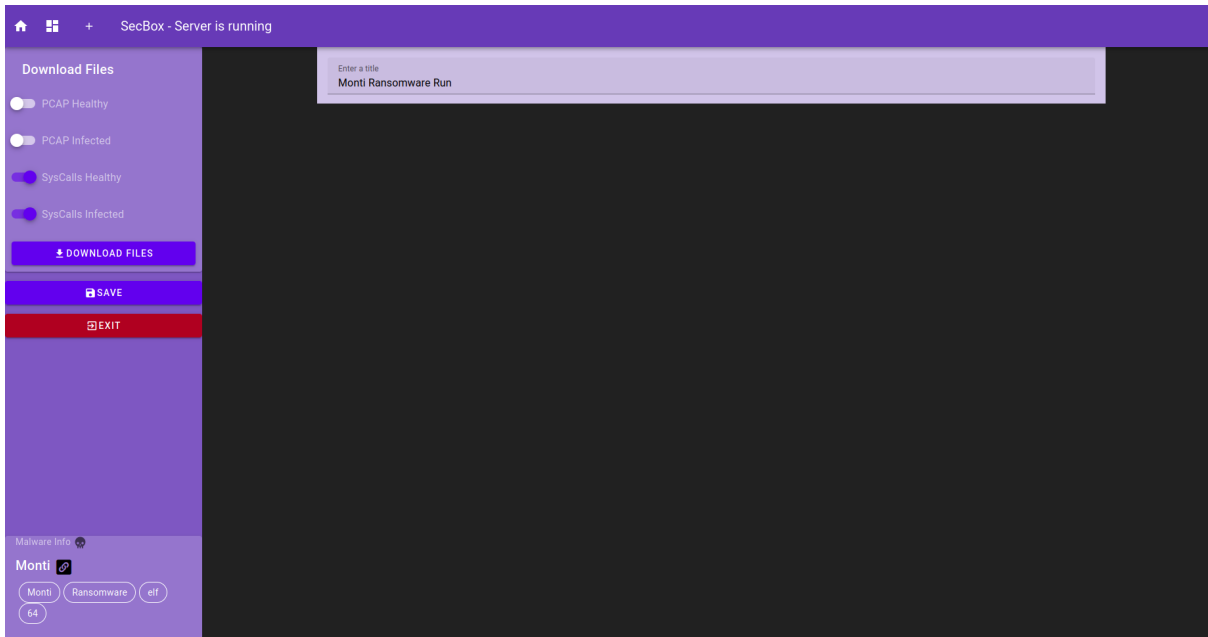 + SecBox - Server is running
Download Files
PCAP Healthy
PCAP Infected
SysCalls Healthy
SysCalls Infected
DOWNLOAD FILES
SAVE
EXIT
Enter a title
Monti Ransomware Run
Malware Info
Monti
Monti Ransomware elf
64